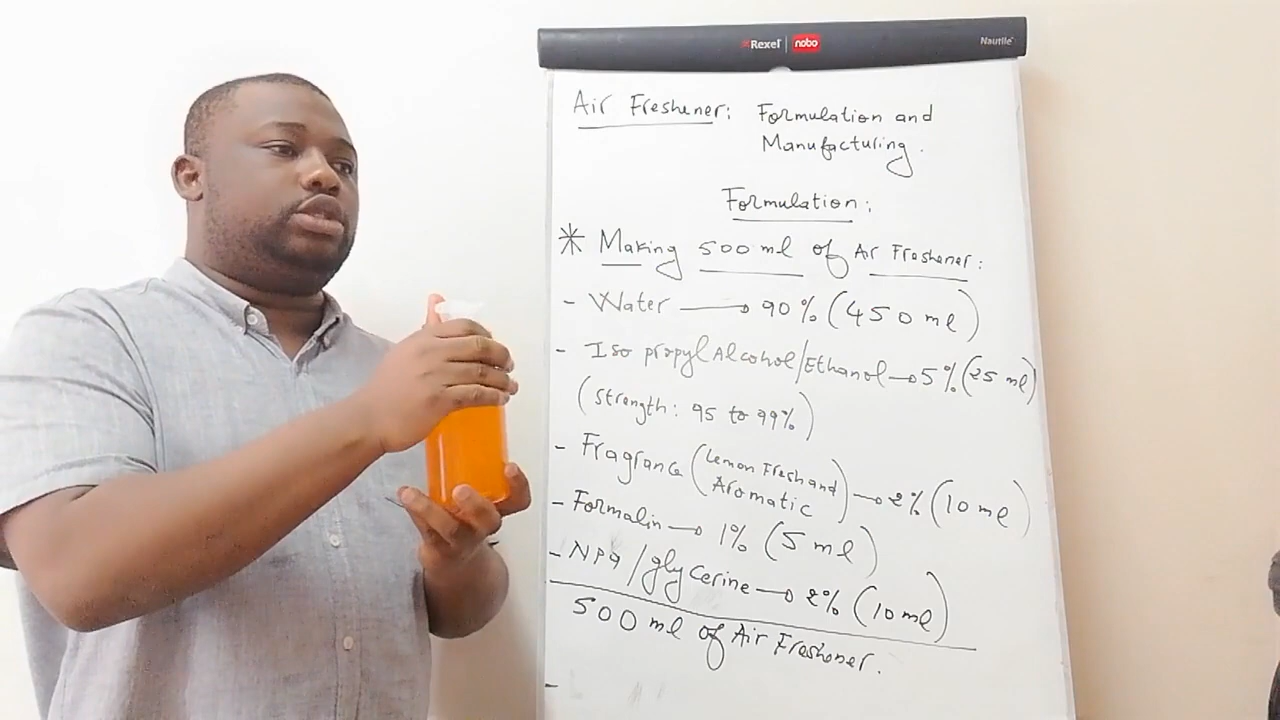 Rexel | nobo Nautile
Air Freshener: Formulation and
Manufacturing.
Formulation:
* Making 500 ml of Air Freshener:
- Water → 90% (450 ml)
- Iso propyl Alcohol/Ethanol → 5% (25 ml)
(Strength: 95 to 99%)
- Fragrance (Lemon Fresh and
Aromatic) → 2% (10 ml)
- Formalin → 1% (5 ml)
- NP9/glycerine → 2% (10 ml)
500 ml of Air Freshener.
-